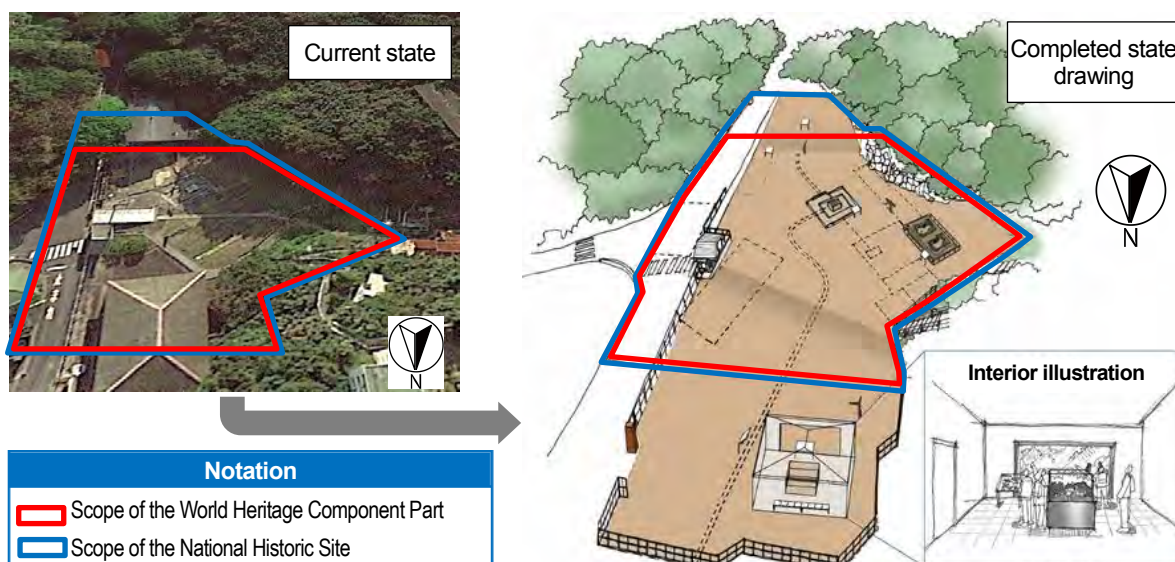 Current state
N
Completed state
drawing
N
Interior illustration
Notation
Scope of the World Heritage Component Part
Scope of the National Historic Site